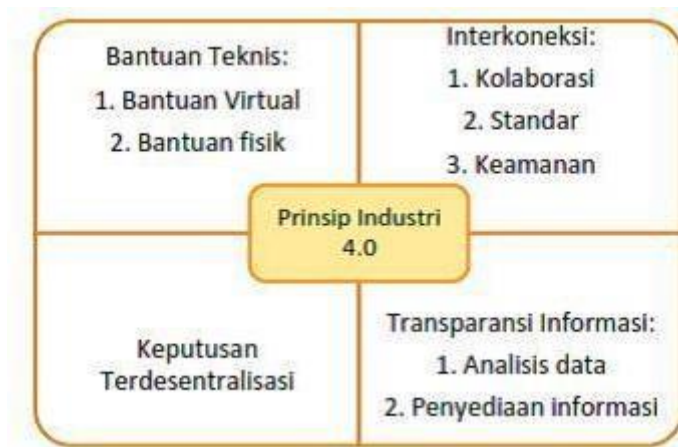 Bantuan Teknis:
1. Bantuan Virtual
2. Bantuan fisik
Interkoneksi:
1. Kolaborasi
2. Standar
3. Keamanan
Prinsip Industri
4.0
Keputusan
Terdesentralisasi
Transparansi Informasi:
1. Analisis data
2. Penyediaan informasi